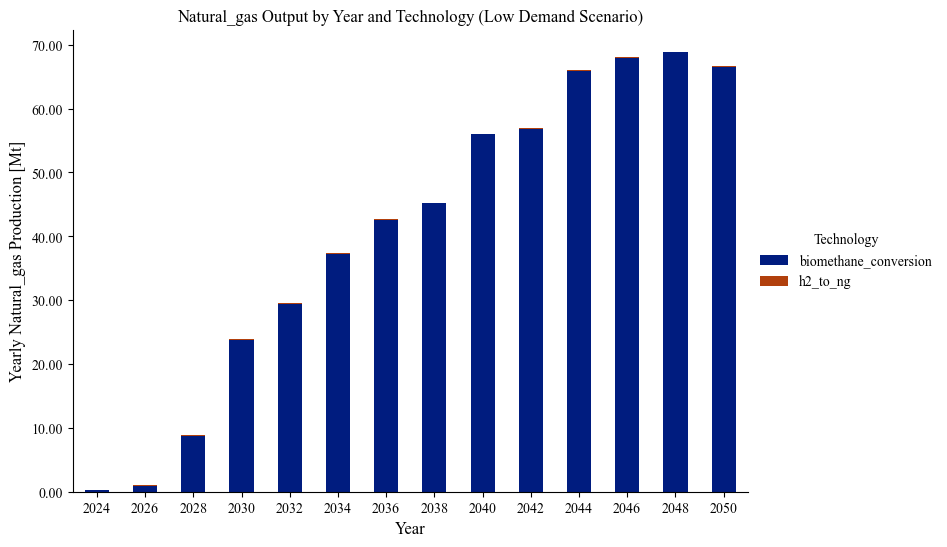 Natural_gas Output by Year and Technology (Low Demand Scenario)
Yearly Natural_gas Production [Mt]
70.00
60.00
50.00
40.00
30.00
20.00
10.00
0.00
2024 2026 2028 2030 2032 2034 2036 2038 2040 2042 2044 2046 2048 2050
Year
Technology
biomethane_conversion
h2_to_ng